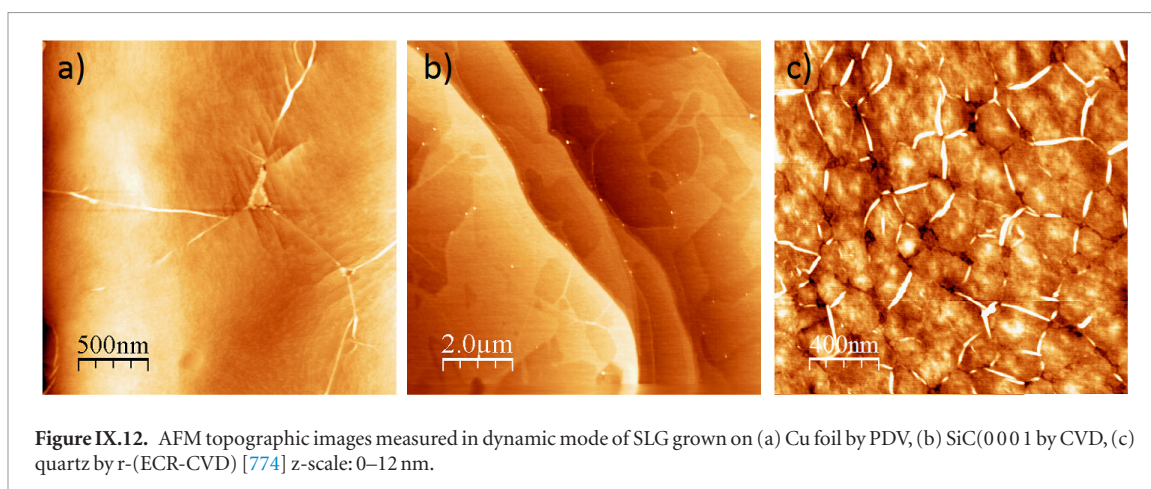 a)
b)
c)
500nm
2.0µm
400nm
Figure IX.12. AFM topographic images measured in dynamic mode of SLG grown on (a) Cu foil by PDV, (b) SiC(0 0 0 1 by CVD, (c)
quartz by r-(ECR-CVD) [774] z-scale: 0–12 nm.